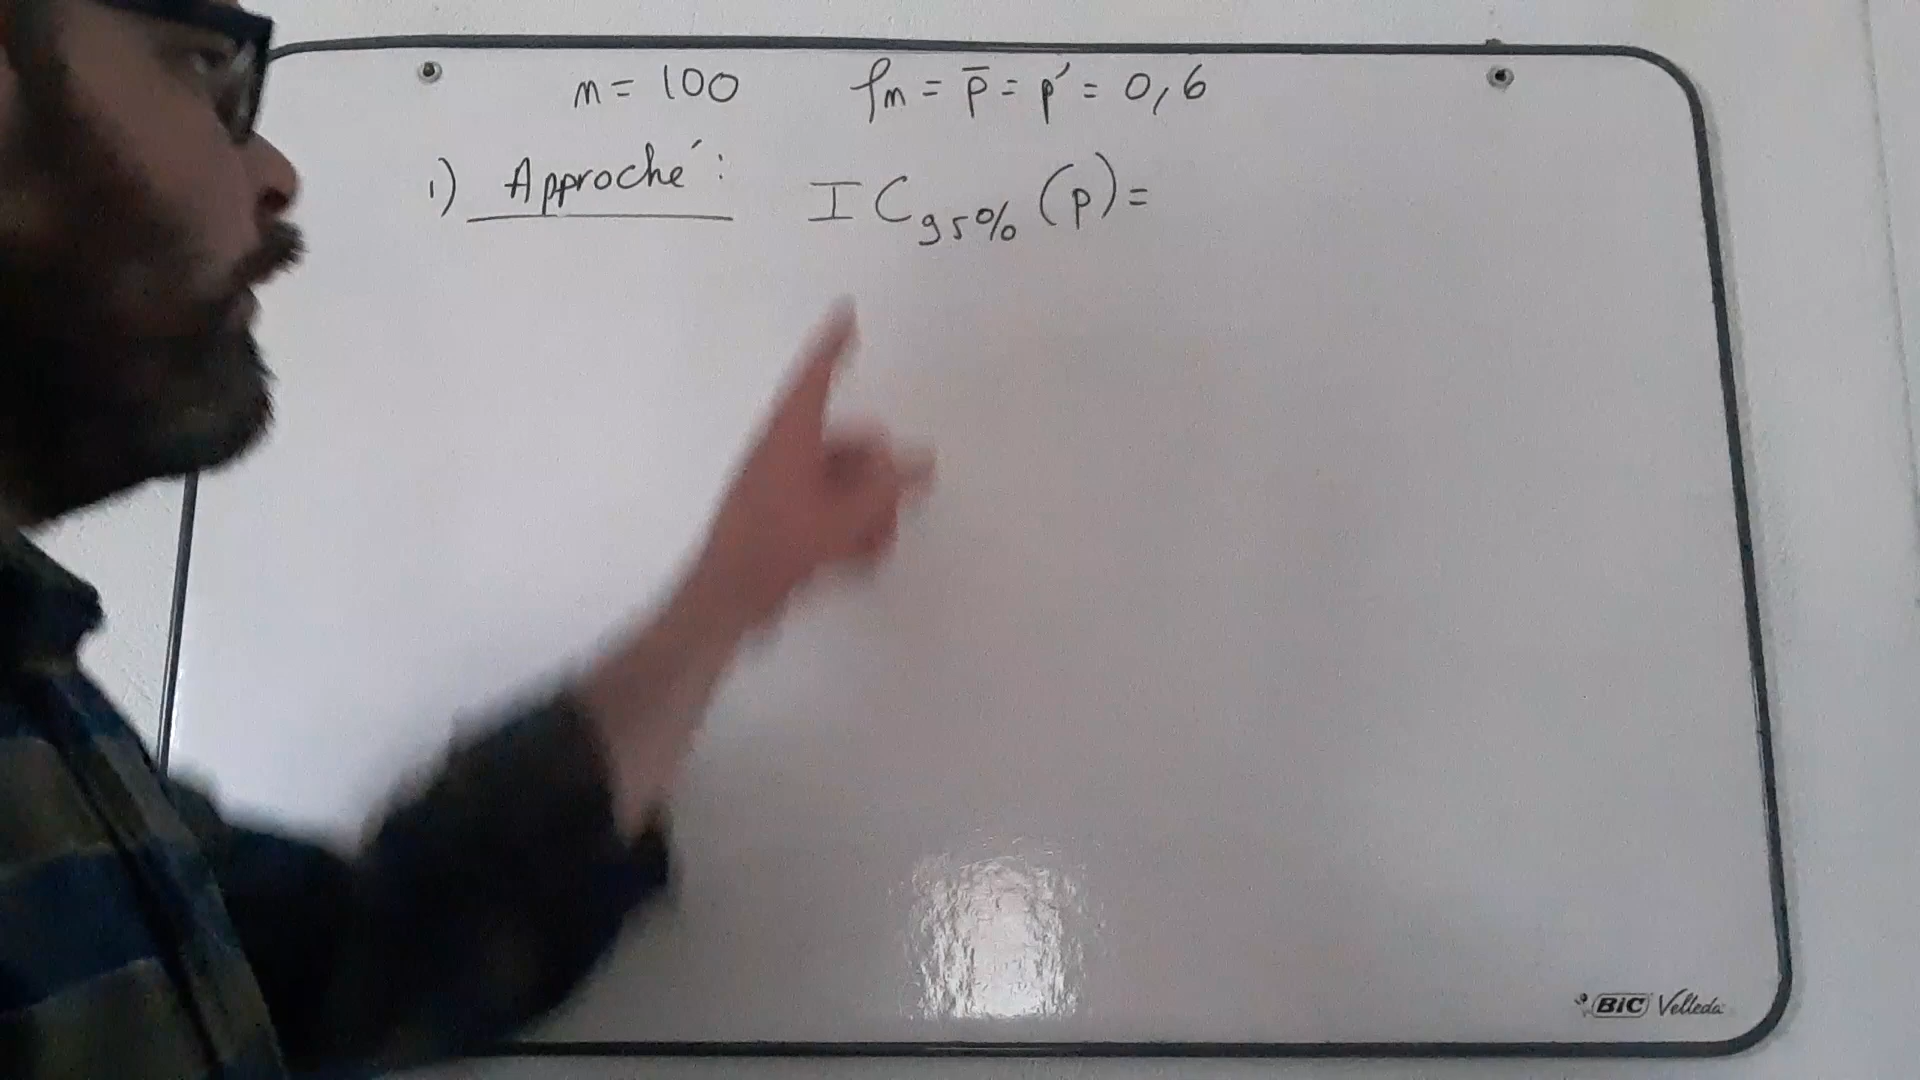 n = 100 fn = p̄ = p' = 0,6
1) Approché : IC95% (p) =
BIC Velleda